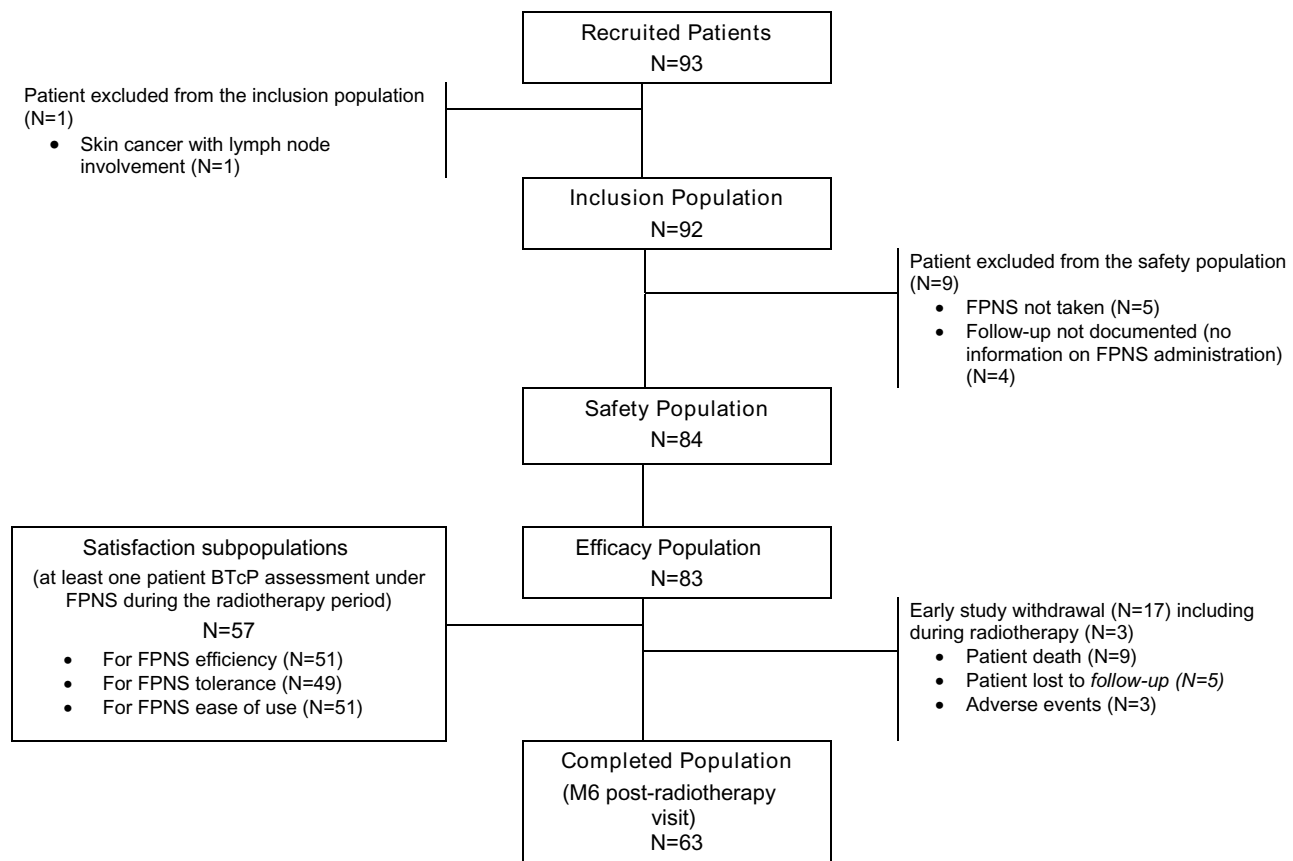 Recruited Patients
N=93
Patient excluded from the inclusion population
(N=1)
• Skin cancer with lymph node
involvement (N=1)
Inclusion Population
N=92
Patient excluded from the safety population
(N=9)
• FPNS not taken (N=5)
• Follow-up not documented (no
information on FPNS administration)
(N=4)
Safety Population
N=84
Satisfaction subpopulations
(at least one patient BTcP assessment under
FPNS during the radiotherapy period)
N=57
• For FPNS efficiency (N=51)
• For FPNS tolerance (N=49)
• For FPNS ease of use (N=51)
Efficacy Population
N=83
Early study withdrawal (N=17) including
during radiotherapy (N=3)
• Patient death (N=9)
• Patient lost to follow-up (N=5)
• Adverse events (N=3)
Completed Population
(M6 post-radiotherapy
visit)
N=63